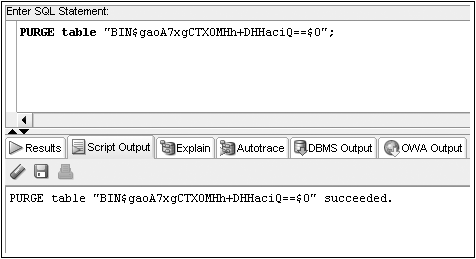 Enter SQL Statement:
PURGE table "BIN$gaoA7xgCTX0MHh+DHHaciQ==$0";
Results Script Output Explain Autotrace DBMS Output OWA Output
PURGE table "BIN$gaoA7xgCTX0MHh+DHHaciQ==$0" succeeded.